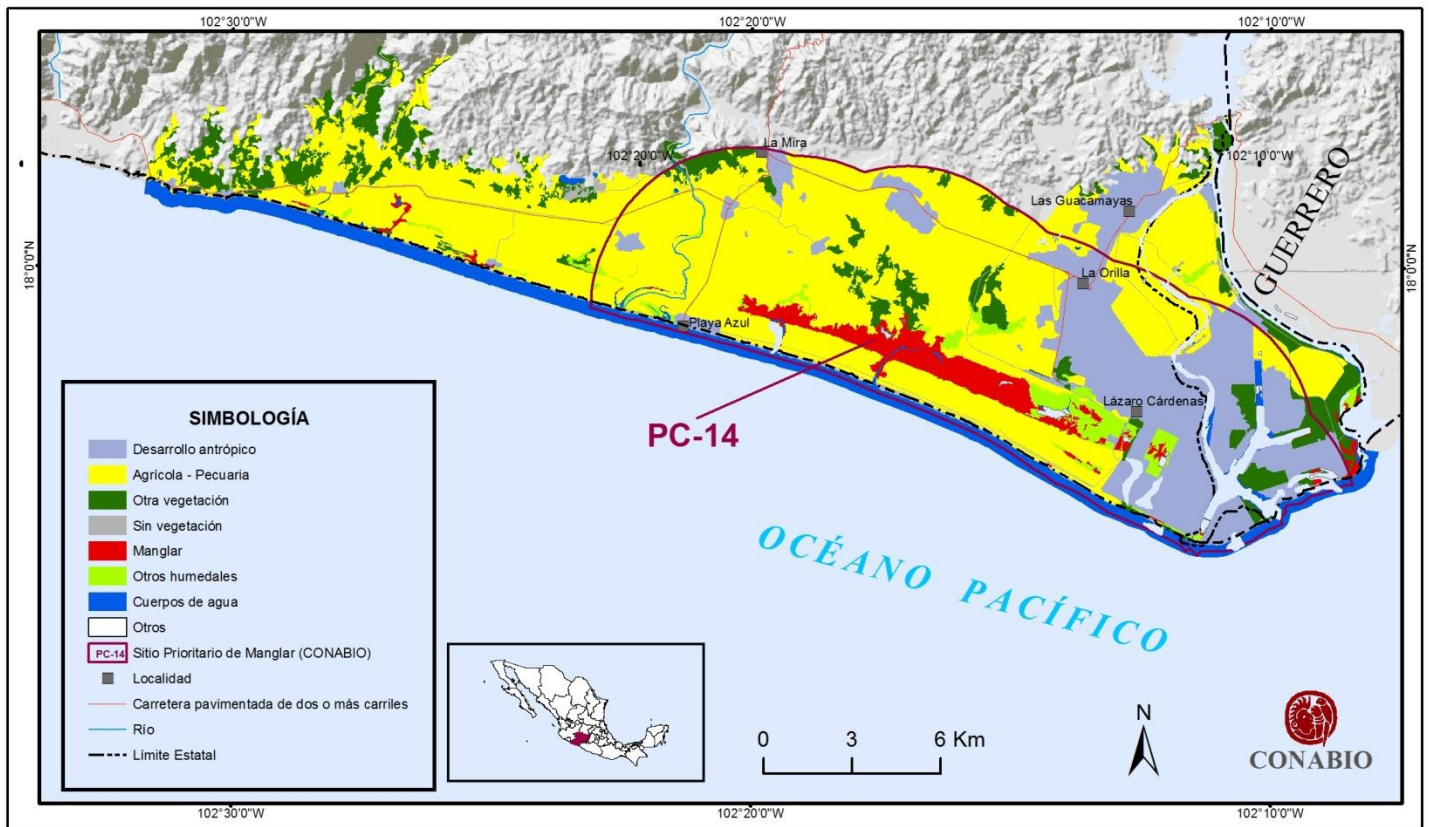 102°30'0"W
102°20'0"W
102°10'0"W
La Mira
102°20'0"W
102°10'0"W
GUERRERO
Las Guacamayas
18°0'0"N
18°0'0"N
La Orilla
Playa Azul
Lázaro Cárdenas
PC-14
OCÉANO PACÍFICO
SIMBOLOGÍA
Desarrollo antrópico
Agrícola - Pecuaria
Otra vegetación
Sin vegetación
Manglar
Otros humedales
Cuerpos de agua
Otros
PC-14 Sitio Prioritario de Manglar (CONABIO)
Localidad
Carretera pavimentada de dos o más carriles
Río
Límite Estatal
0 3 6 Km
N
CONABIO
102°30'0"W
102°20'0"W
102°10'0"W